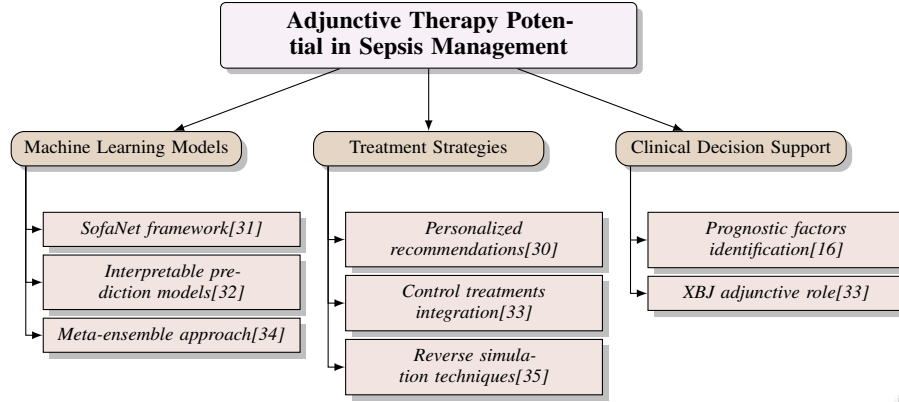 Adjunctive Therapy Poten-
tial in Sepsis Management
Machine Learning Models
Treatment Strategies
Clinical Decision Support
SofaNet framework[31]
Interpretable pre-
diction models[32]
Meta-ensemble approach[34]
Personalized
recommendations[30]
Control treatments
integration[33]
Reverse simula-
tion techniques[35]
Prognostic factors
identification[16]
XBJ adjunctive role[33]